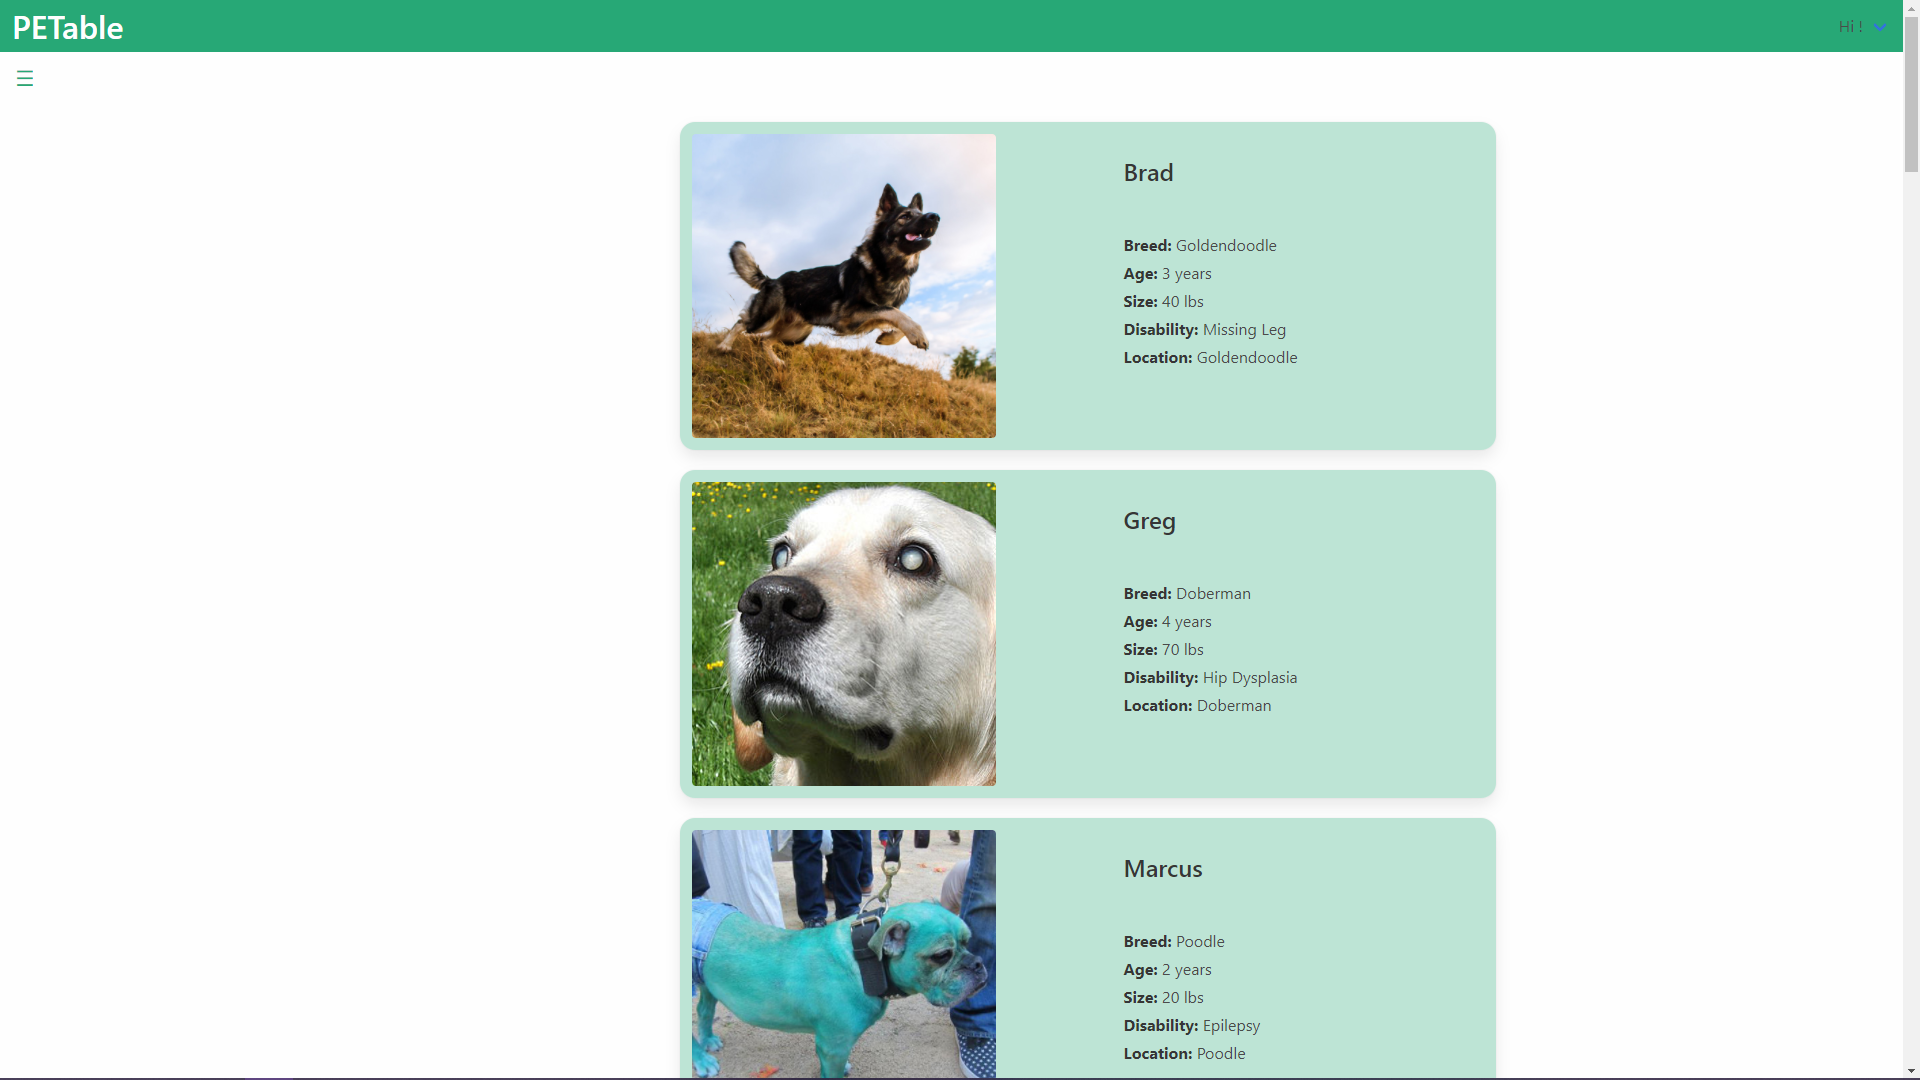 PETable
Hi !
Brad
Breed: Goldendoodle
Age: 3 years
Size: 40 lbs
Disability: Missing Leg
Location: Goldendoodle
Greg
Breed: Doberman
Age: 4 years
Size: 70 lbs
Disability: Hip Dysplasia
Location: Doberman
Marcus
Breed: Poodle
Age: 2 years
Size: 20 lbs
Disability: Epilepsy
Location: Poodle